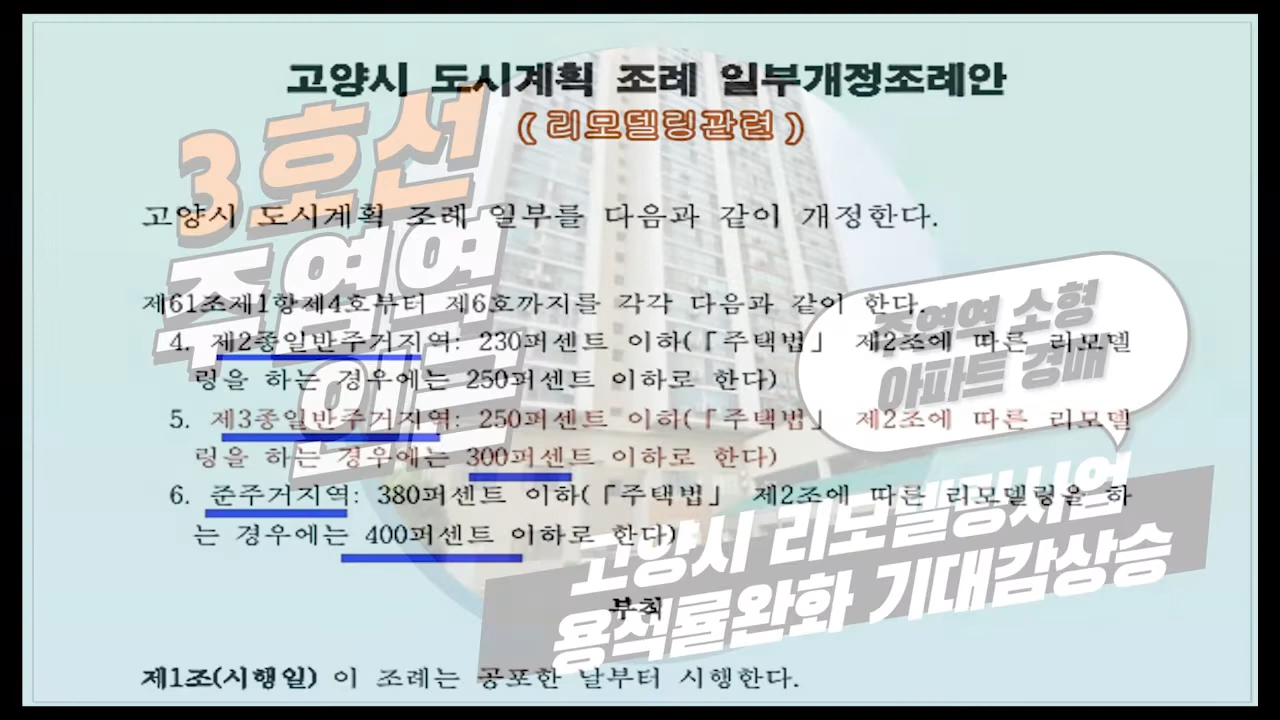 고양시 도시계획 조례 일부개정조례안
( 리모델링관련 )
3호선
주엽역
인근
고양시 도시계획 조례 일부를 다음과 같이 개정한다.
제61조제1항제4호부터 제6호까지를 각각 다음과 같이 한다.
4. 제2종일반주거지역: 230퍼센트 이하(「주택법」 제2조에 따른 리모델
링을 하는 경우에는 250퍼센트 이하로 한다)
5. 제3종일반주거지역: 250퍼센트 이하(「주택법」 제2조에 따른 리모델
링을 하는 경우에는 300퍼센트 이하로 한다)
6. 준주거지역: 380퍼센트 이하(「주택법」 제2조에 따른 리모델링을 하
는 경우에는 400퍼센트 이하로 한다)
주엽역 소형
아파트 경매
고양시 리모델링사업
용적률완화 기대감상승
부칙
제1조(시행일) 이 조례는 공포한 날부터 시행한다.